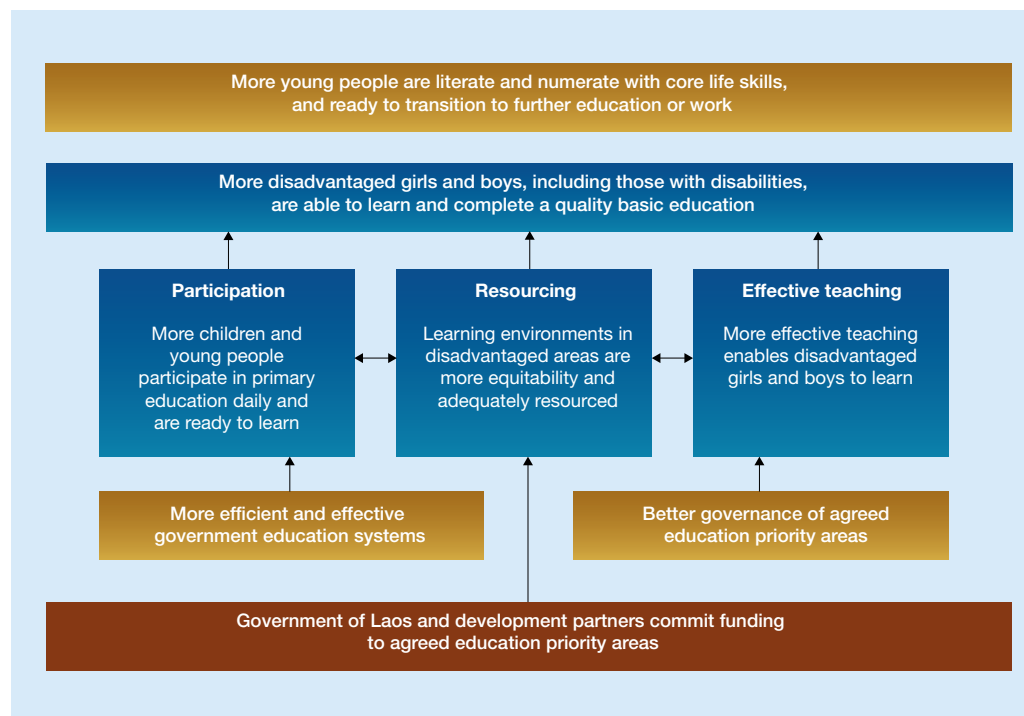 More young people are literate and numerate with core life skills,
and ready to transition to further education or work
More disadvantaged girls and boys, including those with disabilities,
are able to learn and complete a quality basic education
Participation
More children and
young people
participate in primary
education daily and
are ready to learn
Resourcing
Learning environments in
disadvantaged areas are
more equitability and
adequately resourced
Effective teaching
More effective teaching
enables disadvantaged
girls and boys to learn
More efficient and effective
government education systems
Better governance of agreed
education priority areas
Government of Laos and development partners commit funding
to agreed education priority areas